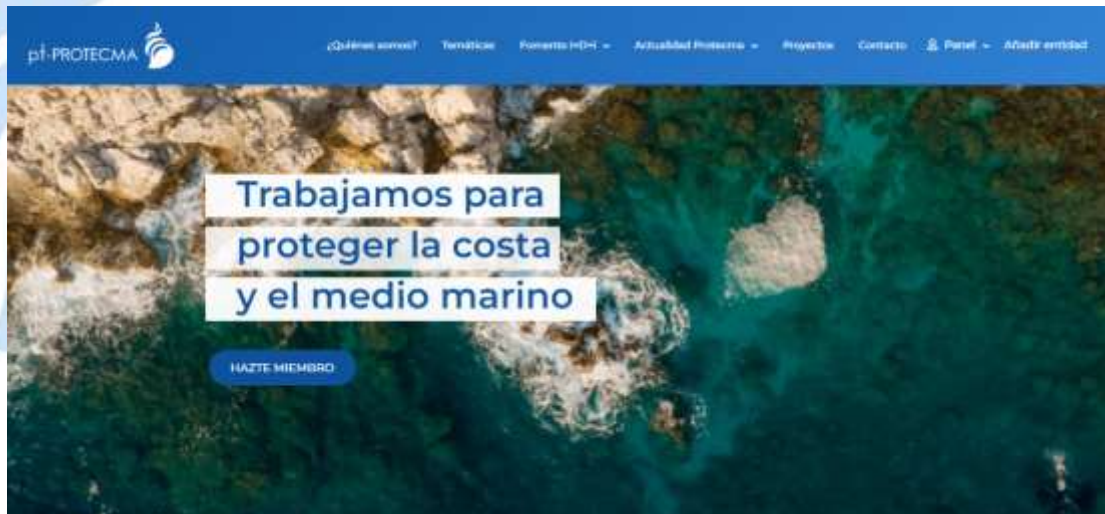 pt-PROTECMA
¿Quiénes somos? Temáticas Fomento I+D+i Actualidad Protecma Proyectos Contacto Panel Añadir entidad
Trabajamos para
proteger la costa
y el medio marino
HAZTE MIEMBRO